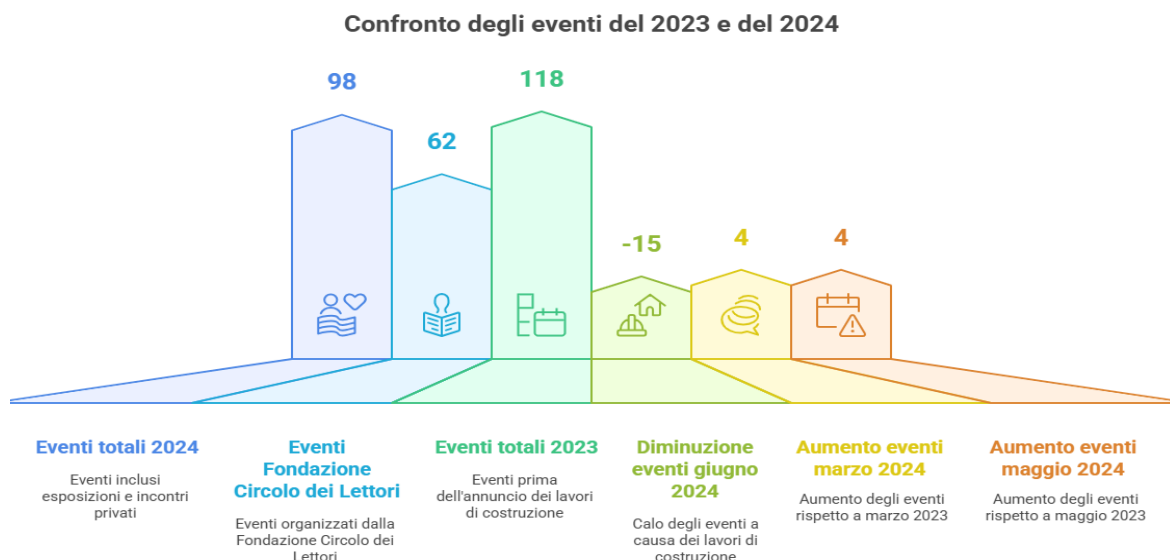 Confronto degli eventi del 2023 e del 2024
98
62
118
-15
4
4
Eventi totali 2024
Eventi inclusi
esposizioni e incontri
privati
Eventi
Fondazione
Circolo dei Lettori
Eventi organizzati dalla
Fondazione Circolo dei
Lettori
Eventi totali 2023
Eventi prima
dell'annuncio dei lavori
di costruzione
Diminuzione
eventi giugno
2024
Calo degli eventi a
causa dei lavori di
costruzione
Aumento eventi
marzo 2024
Aumento degli eventi
rispetto a marzo 2023
Aumento eventi
maggio 2024
Aumento degli eventi
rispetto a maggio 2023